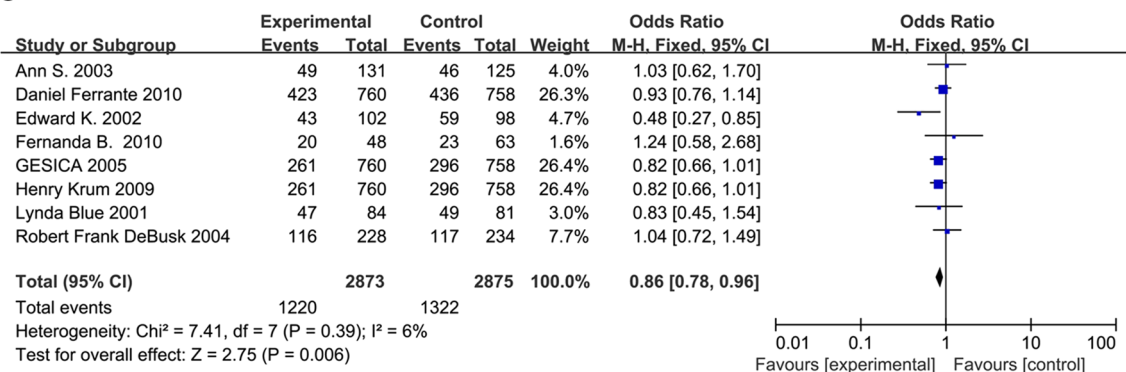 Experimental Control Odds Ratio Odds Ratio
Study or Subgroup Events Total Events Total Weight M-H, Fixed, 95% CI M-H, Fixed, 95% CI
Ann S. 2003 49 131 46 125 4.0% 1.03 [0.62, 1.70]
Daniel Ferrante 2010 423 760 436 758 26.3% 0.93 [0.76, 1.14]
Edward K. 2002 43 102 59 98 4.7% 0.48 [0.27, 0.85]
Fernanda B. 2010 20 48 23 63 1.6% 1.24 [0.58, 2.68]
GESICA 2005 261 760 296 758 26.4% 0.82 [0.66, 1.01]
Henry Krum 2009 261 760 296 758 26.4% 0.82 [0.66, 1.01]
Lynda Blue 2001 47 84 49 81 3.0% 0.83 [0.45, 1.54]
Robert Frank DeBusk 2004 116 228 117 234 7.7% 1.04 [0.72, 1.49]
Total (95% CI) 2873 2875 100.0% 0.86 [0.78, 0.96]
Total events 1220 1322
Heterogeneity: Chi² = 7.41, df = 7 (P = 0.39); I² = 6%
Test for overall effect: Z = 2.75 (P = 0.006)
0.01 0.1 1 10 100
Favours [experimental] Favours [control]